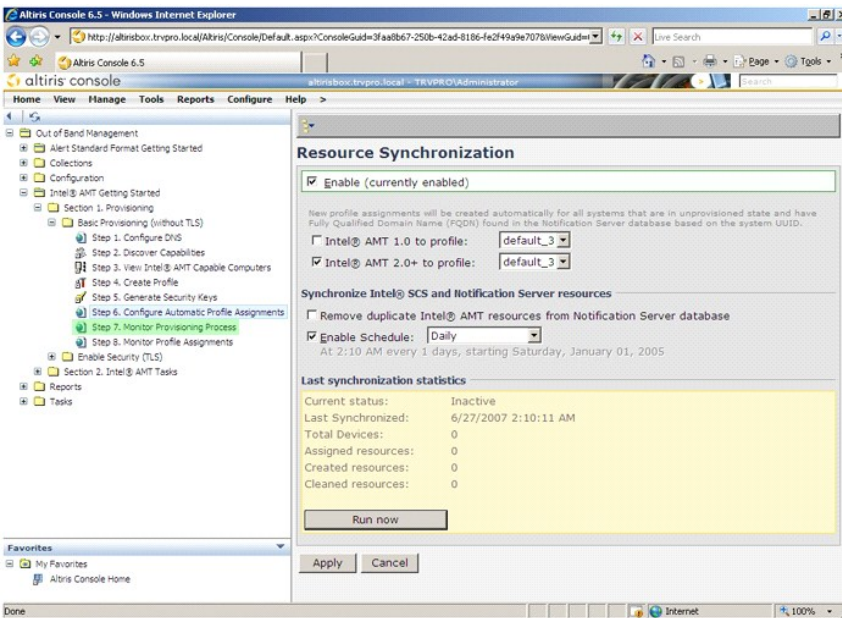 Altiris Console 6.5 - Windows Internet Explorer
http://altirisbox.trvpro.local/Altiris/Console/Default.aspx?ConsoleGuid=3faa8b67-250b-42ad-8186-fe2f49a9e707&ViewGuid=
Live Search
Altiris Console 6.5
Page
Tools
altiris console
altirisbox.trvpro.local - TRVPRO\Administrator
Search
Home View Manage Tools Reports Configure Help >
Out of Band Management
Alert Standard Format Getting Started
Collections
Configuration
Intel® AMT Getting Started
Section 1. Provisioning
Basic Provisioning (without TLS)
Step 1. Configure DNS
Step 2. Discover Capabilities
Step 3. View Intel® AMT Capable Computers
Step 4. Create Profile
Step 5. Generate Security Keys
Step 6. Configure Automatic Profile Assignments
Step 7. Monitor Provisioning Process
Step 8. Monitor Profile Assignments
Enable Security (TLS)
Section 2. Intel® AMT Tasks
Reports
Tasks
Favorites
My Favorites
Altiris Console Home
Resource Synchronization
Enable (currently enabled)
New profile assignments will be created automatically for all systems that are in unprovisioned state and have
Fully Qualified Domain Name (FQDN) found in the Notification Server database based on the system UUID.
Intel® AMT 1.0 to profile: default_3
Intel® AMT 2.0+ to profile: default_3
Synchronize Intel® SCS and Notification Server resources
Remove duplicate Intel® AMT resources from Notification Server database
Enable Schedule: Daily
At 2:10 AM every 1 days, starting Saturday, January 01, 2005
Last synchronization statistics
Current status: Inactive
Last Synchronized: 6/27/2007 2:10:11 AM
Total Devices: 0
Assigned resources: 0
Created resources: 0
Cleaned resources: 0
Run now
Apply Cancel
Done
Internet
100%